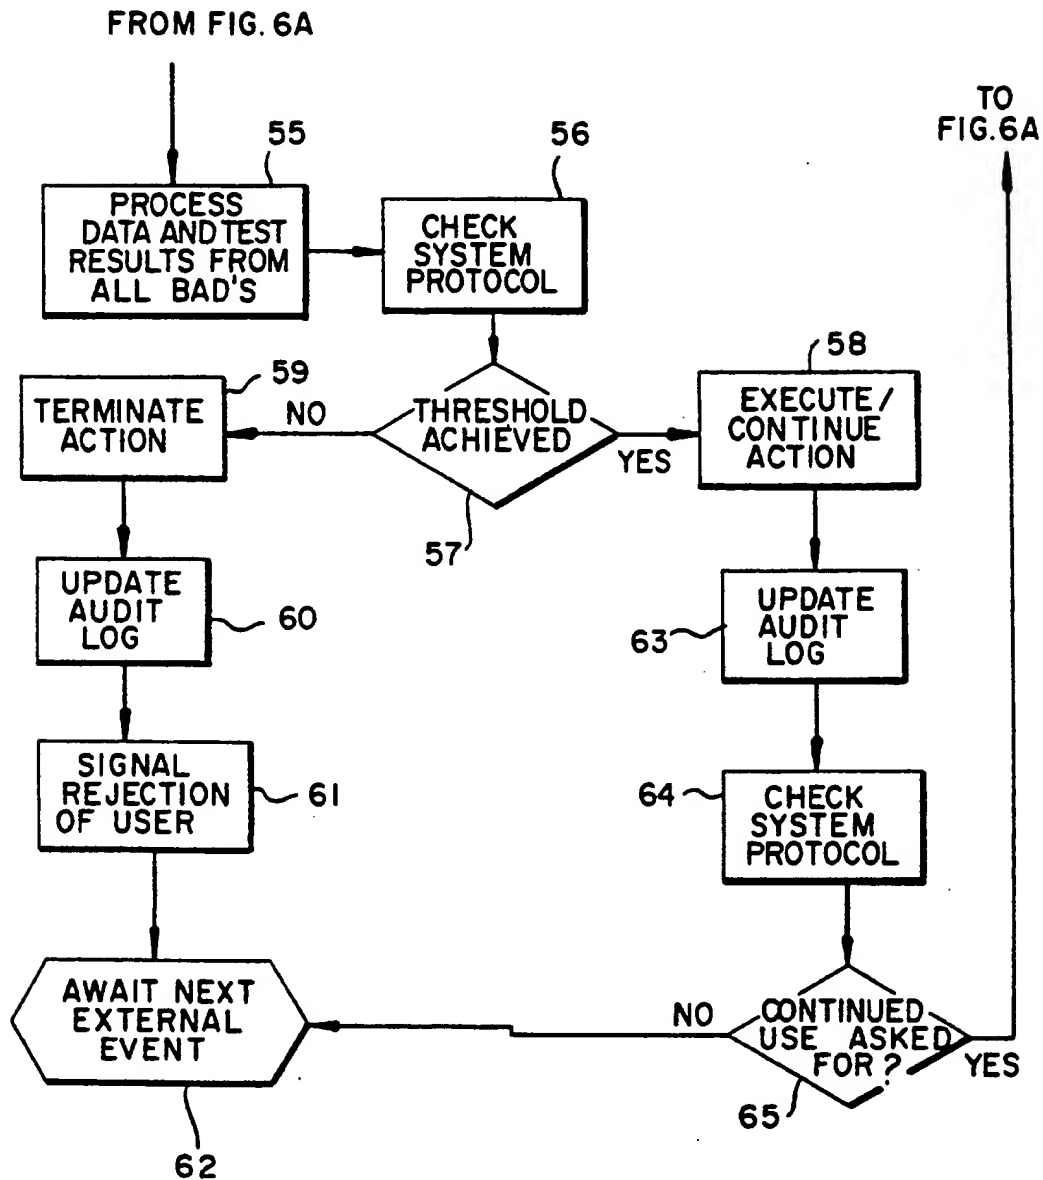 FROM FIG. 6A
TO
FIG.6A
55
56
PROCESS
DATA AND TEST
RESULTS FROM
ALL BAD'S
CHECK
SYSTEM
PROTOCOL
59
58
TERMINATE
ACTION
NO
THRESHOLD
ACHIEVED
YES
EXECUTE/
CONTINUE
ACTION
57
UPDATE
AUDIT
LOG
60
63
UPDATE
AUDIT
LOG
SIGNAL
REJECTION
OF USER
61
64
CHECK
SYSTEM
PROTOCOL
AWAIT NEXT
EXTERNAL
EVENT
NO
CONTINUED
USE ASKED
FOR?
YES
65
62